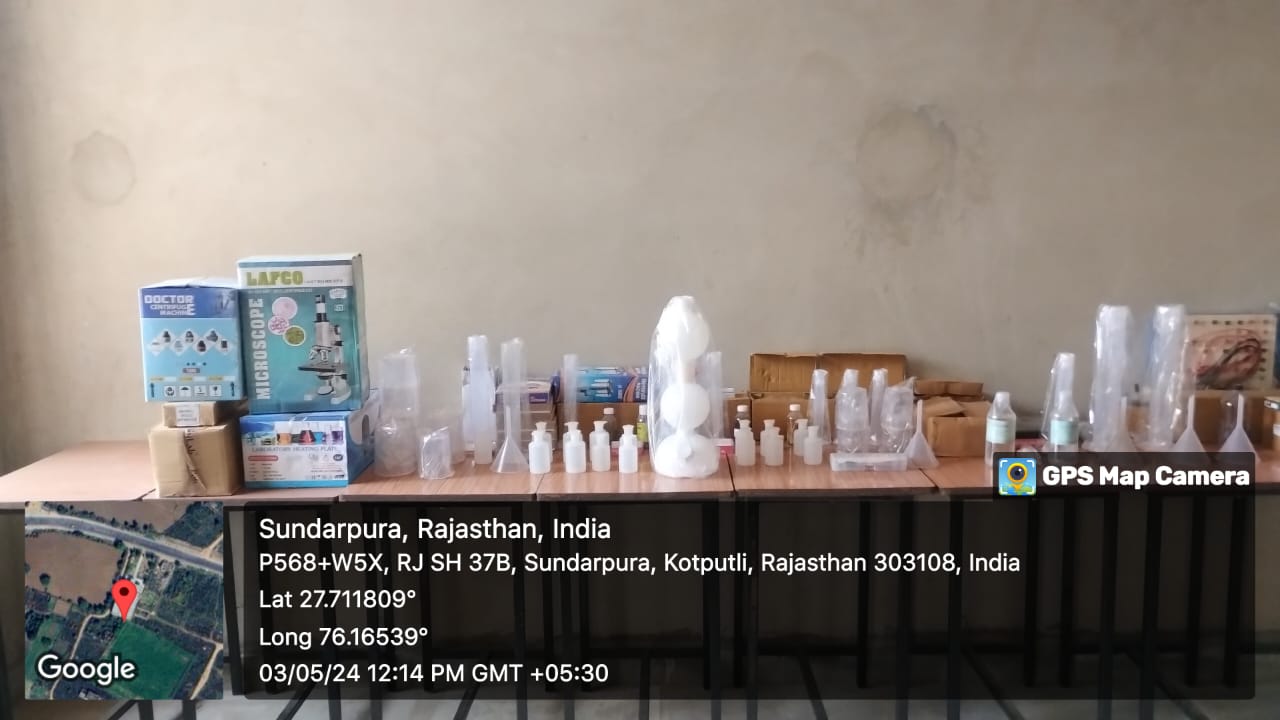 DOCTOR
CENTRIFUGE
MACHINE
LAFCO
MICROSCOPE
LABORATORY HEATING PLATE
GPS Map Camera
Sundarpura, Rajasthan, India
P568+W5X, RJ SH 37B, Sundarpura, Kotputli, Rajasthan 303108, India
Lat 27.711809°
Long 76.16539°
03/05/24 12:14 PM GMT +05:30
Google